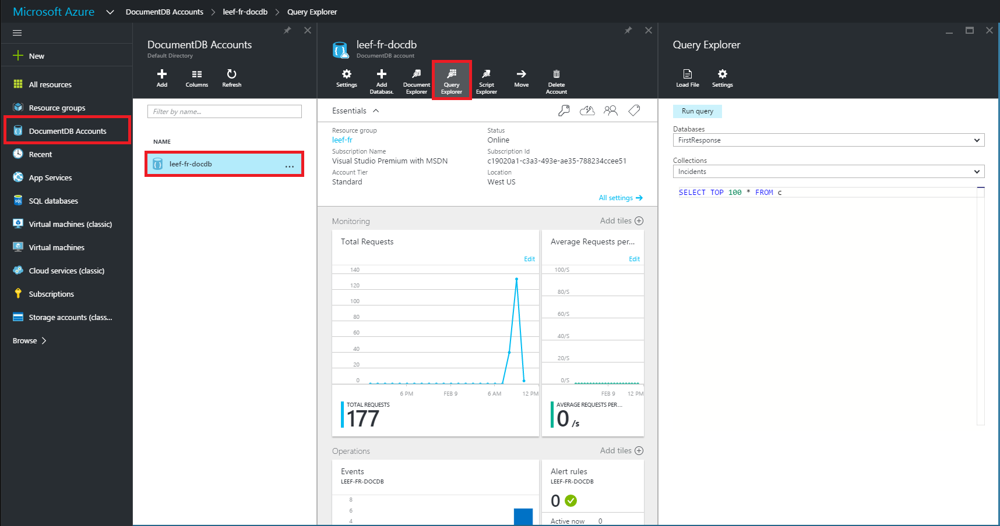 Microsoft Azure
DocumentDB Accounts > leef-fr-docdb > Query Explorer
New
All resources
Resource groups
DocumentDB Accounts
Recent
App Services
SQL databases
Virtual machines (classic)
Virtual machines
Cloud services (classic)
Subscriptions
Storage accounts (class...
Browse >
DocumentDB Accounts
Default Directory
Add
Columns
Refresh
Filter by name...
NAME
leef-fr-docdb
...
leef-fr-docdb
DocumentDB account
Settings
Add
Databasc
Document
Explorer
Query
Explorer
Script
Explorer
Move
Delete
Account
Essentials
Resource group
leef-fr
Subscription Name
Visual Studio Premium with MSDN
Account Tier
Standard
Status
Online
Subscription Id
c19020a1-c3a3-493e-ae35-788234ccee51
Location
West US
All settings
Monitoring
Add tiles
Total Requests
Edit
140
120
100
80
60
40
20
0
6 PM
FEB 9
6 AM
12 PM
TOTAL REQUESTS
177
Average Requests per...
Edit
100/S
80/S
60/S
40/S
20/S
0/S
FEB 9
12 PM
AVERAGE REQUESTS PER...
0 /s
Operations
Add tiles
Events
LEEF-FR-DOCDB
8
6
4
Alert rules
LEEF-FR-DOCDB
0
Active now 0
Query Explorer
Load File
Settings
Run query
Databases
FirstResponse
Collections
Incidents
SELECT TOP 100 * FROM c